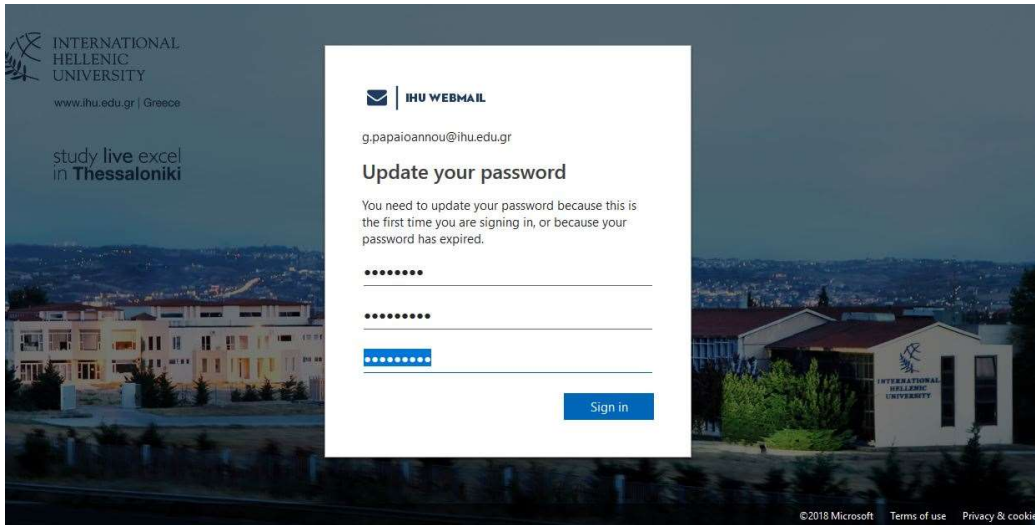 INTERNATIONAL
HELLENIC
UNIVERSITY
www.ihu.edu.gr | Greece
study live excel
in Thessaloniki
IHU WEBMAIL
g.papaioannou@ihu.edu.gr
Update your password
You need to update your password because this is
the first time you are signing in, or because your
password has expired.
••••••••
•••••••••
•••••••••
Sign in
INTERNATIONAL
HELLENIC
UNIVERSITY
©2018 Microsoft Terms of use Privacy & cookie